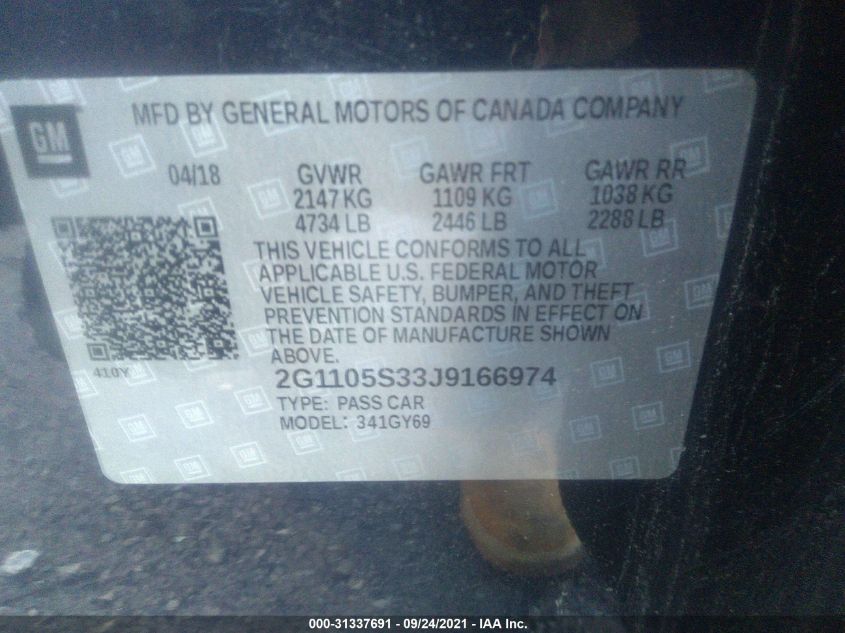 MFD BY GENERAL MOTORS OF CANADA COMPANY
GM
04/18 GVWR GAWR FRT GAWR RR
2147 KG 1109 KG 1038 KG
4734 LB 2446 LB 2288 LB
THIS VEHICLE CONFORMS TO ALL
APPLICABLE U.S. FEDERAL MOTOR
VEHICLE SAFETY, BUMPER, AND THEFT
PREVENTION STANDARDS IN EFFECT ON
THE DATE OF MANUFACTURE SHOWN
ABOVE.
410Y
2G1105S33J9166974
TYPE: PASS CAR
MODEL: 341GY69
000-31337691 - 09/24/2021 - IAA Inc.